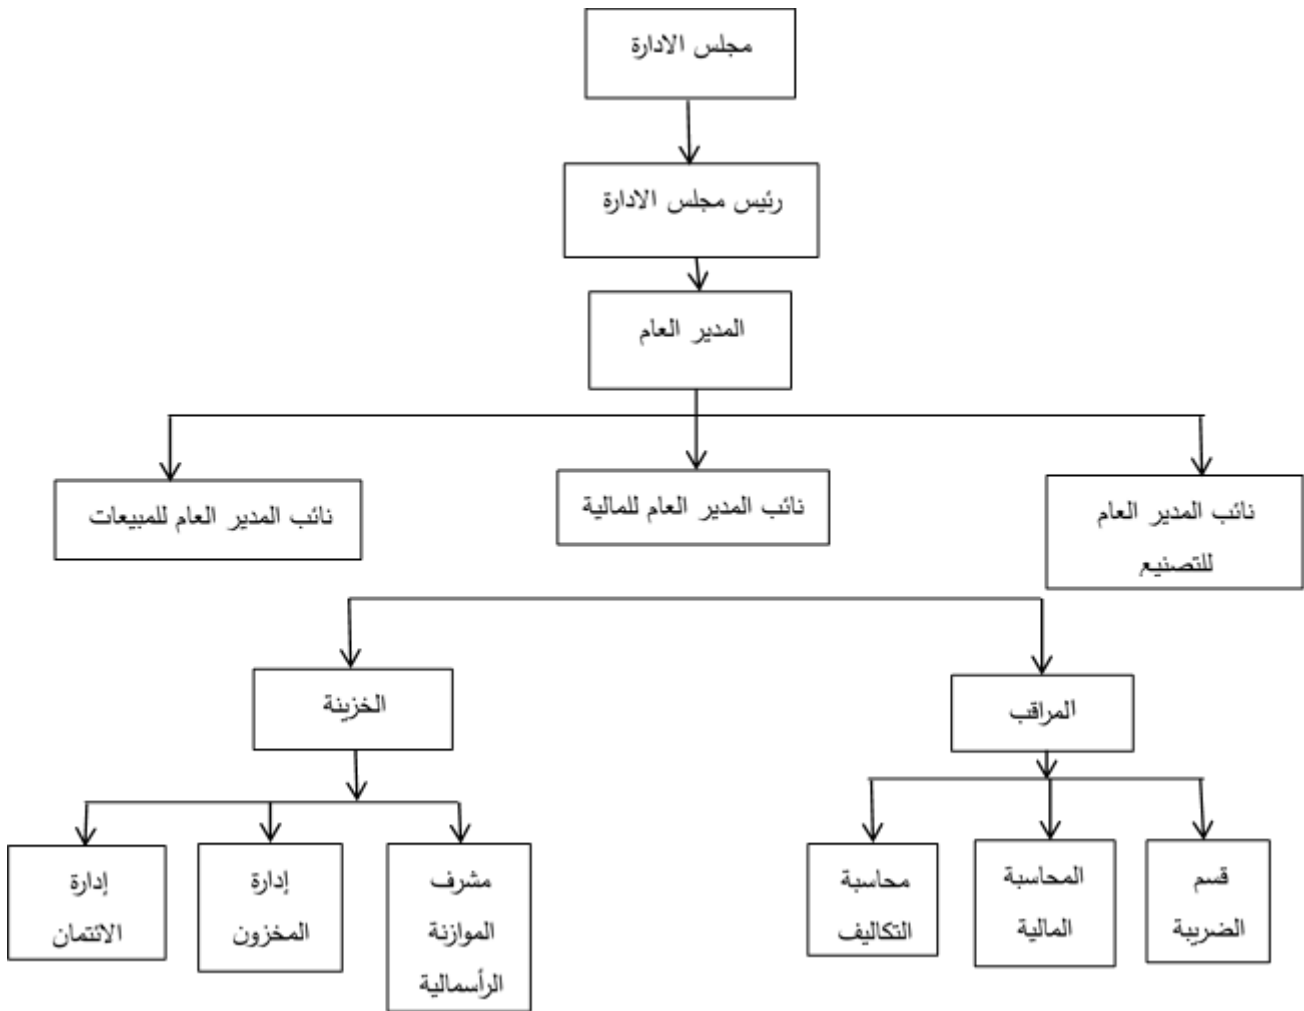 مجلس الادارة
رئيس مجلس الادارة
المدير العام
نائب المدير العام
للتصنيع
نائب المدير العام للمالية
نائب المدير العام للمبيعات
المراقب
الخزينة
قسم
الضريبة
المحاسبة
المالية
محاسبة
التكاليف
مشرف
الموازنة
الرأسمالية
إدارة
المخزون
إدارة
الائتمان